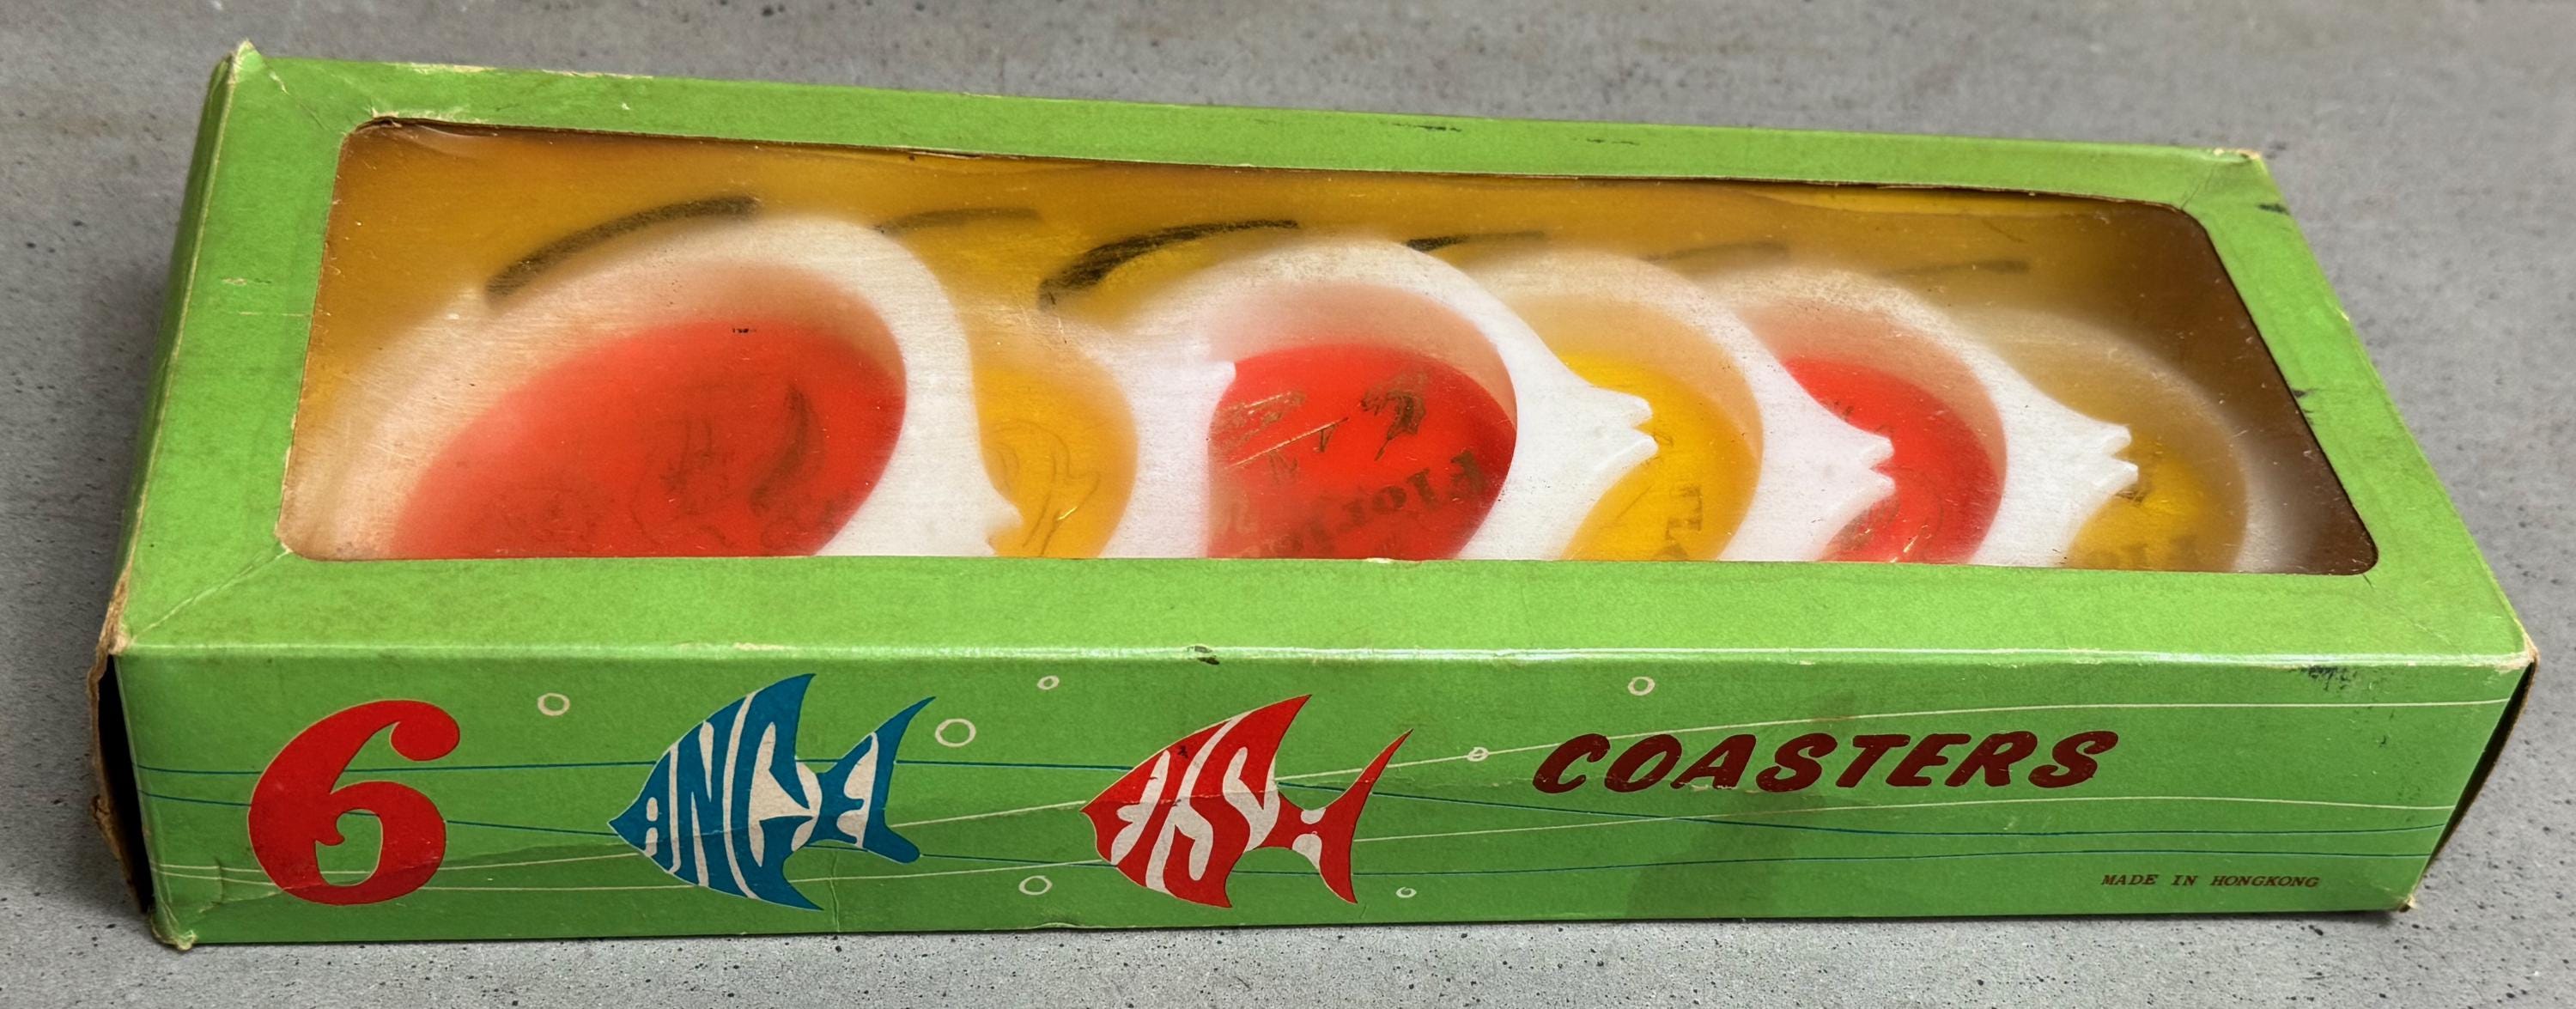 6 ANGEL FISH COASTERS
MADE IN HONGKONG